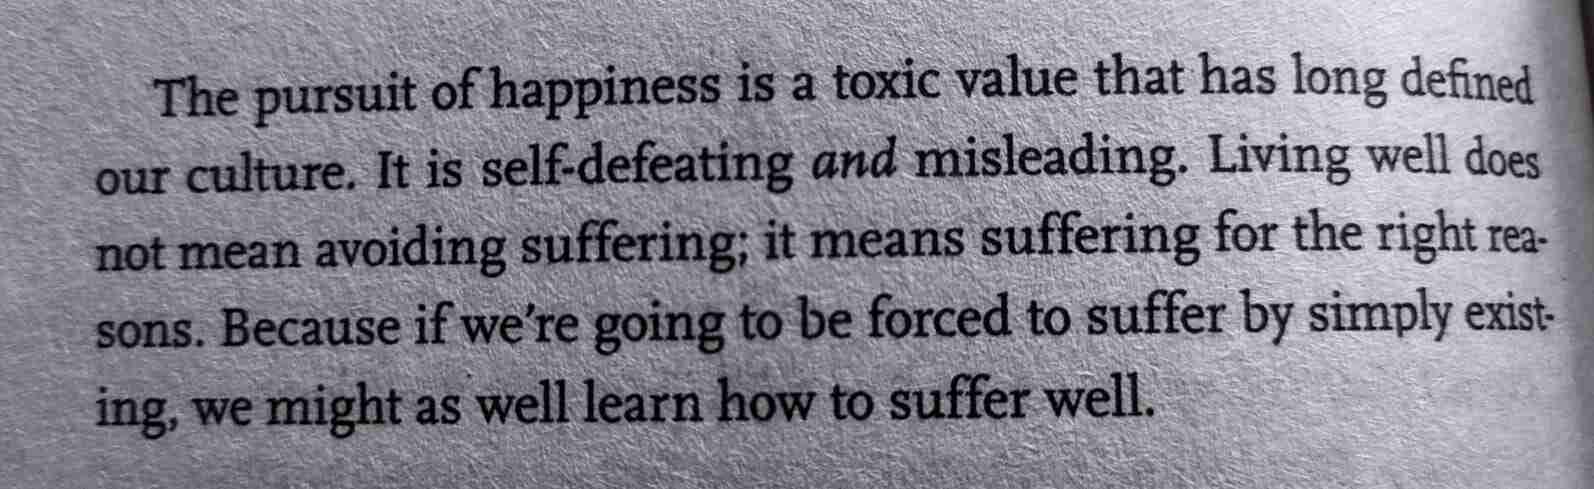 The pursuit of happiness is a toxic value that has long defined
our culture. It is self-defeating and misleading. Living well does
not mean avoiding suffering; it means suffering for the right rea-
sons. Because if we're going to be forced to suffer by simply exist-
ing, we might as well learn how to suffer well.